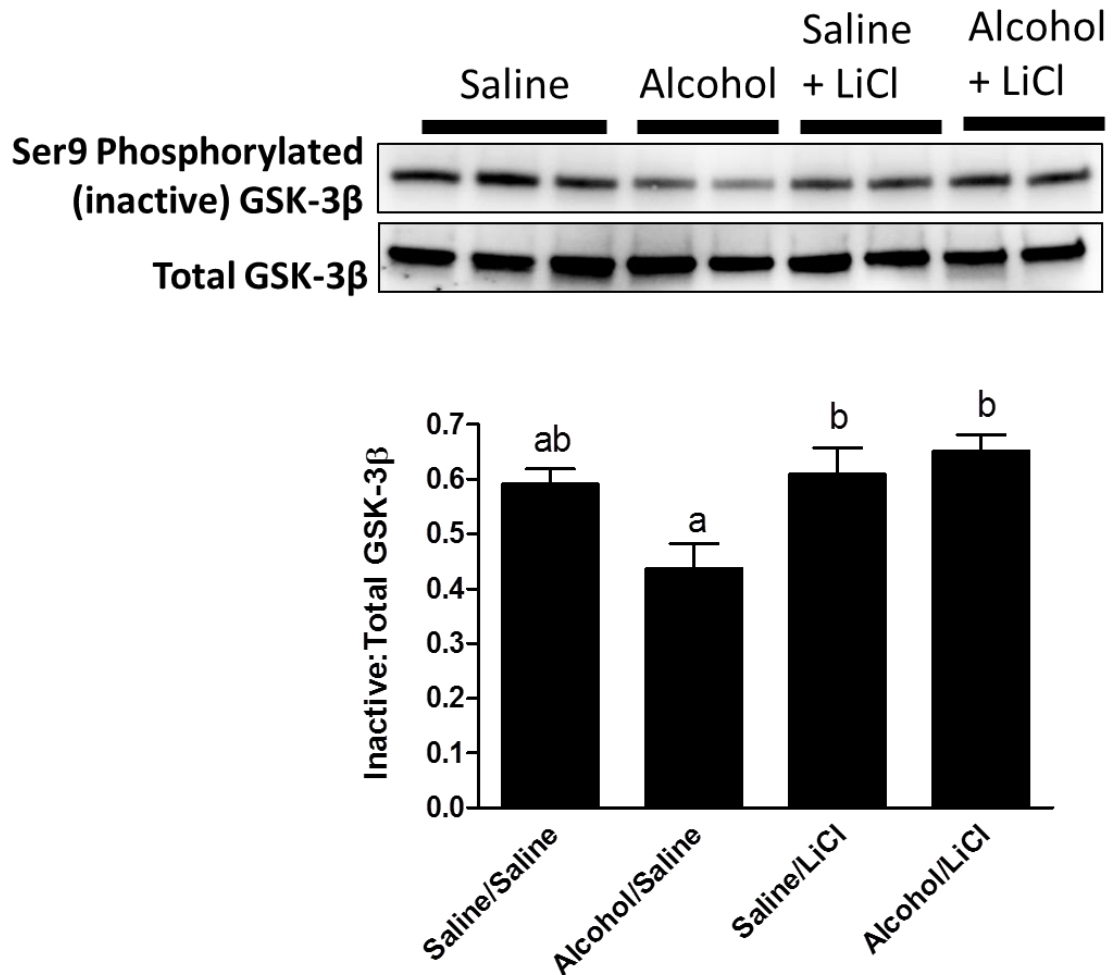 Saline
Alcohol
Saline
+ LiCl
Alcohol
+ LiCl
Ser9 Phosphorylated
(inactive) GSK-3β
Total GSK-3β
Inactive:Total GSK-3β
0.7
0.6
0.5
0.4
0.3
0.2
0.1
0.0
ab
a
b
b
Saline/Saline
Alcohol/Saline
Saline/LiCl
Alcohol/LiCl